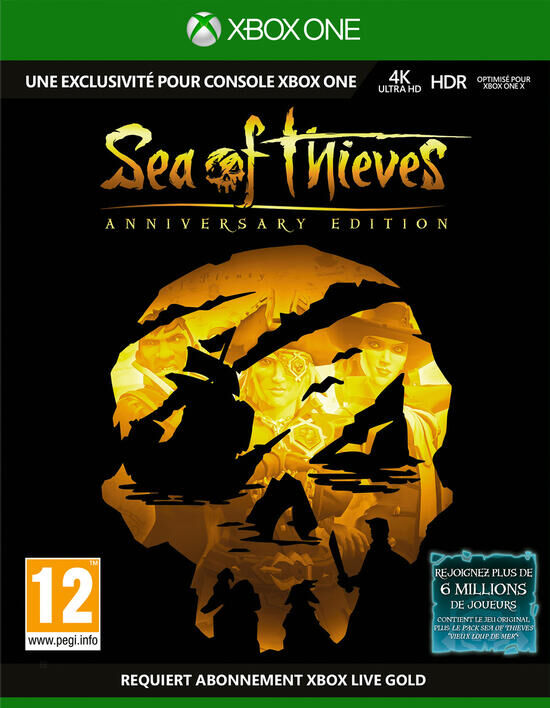 XBOX ONE
UNE EXCLUSIVITÉ POUR CONSOLE XBOX ONE
4K
ULTRA HD
HDR
OPTIMISÉ POUR
XBOX ONE X
Sea of Thieves
ANNIVERSARY EDITION
12
TM
www.pegi.info
REJOIGNEZ PLUS DE
6 MILLIONS
DE JOUEURS
CONTIENT LE JEU ORIGINAL
PLUS: LE PACK SEA OF THIEVES
"VIEUX LOUP DE MER"
REQUIERT ABONNEMENT XBOX LIVE GOLD